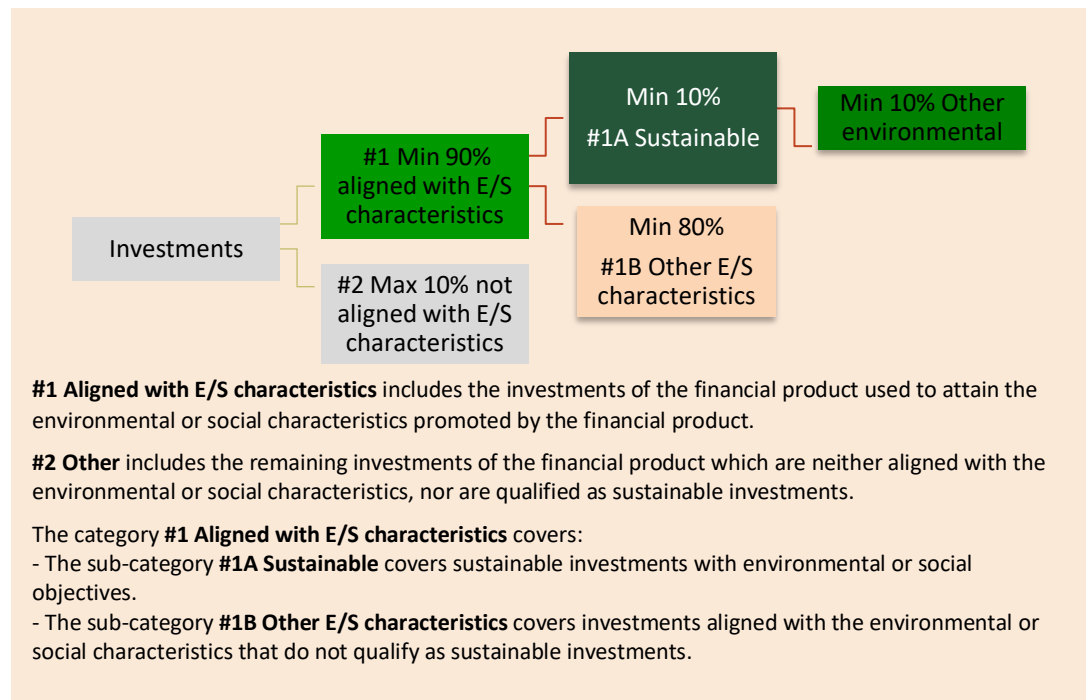 Min 10%
#1A Sustainable
Min 10% Other
environmental
#1 Min 90%
aligned with E/S
characteristics
Investments
Min 80%
#1B Other E/S
characteristics
#2 Max 10% not
aligned with E/S
characteristics
#1 Aligned with E/S characteristics includes the investments of the financial product used to attain the
environmental or social characteristics promoted by the financial product.
#2 Other includes the remaining investments of the financial product which are neither aligned with the
environmental or social characteristics, nor are qualified as sustainable investments.
The category #1 Aligned with E/S characteristics covers:
- The sub-category #1A Sustainable covers sustainable investments with environmental or social
objectives.
- The sub-category #1B Other E/S characteristics covers investments aligned with the environmental or
social characteristics that do not qualify as sustainable investments.